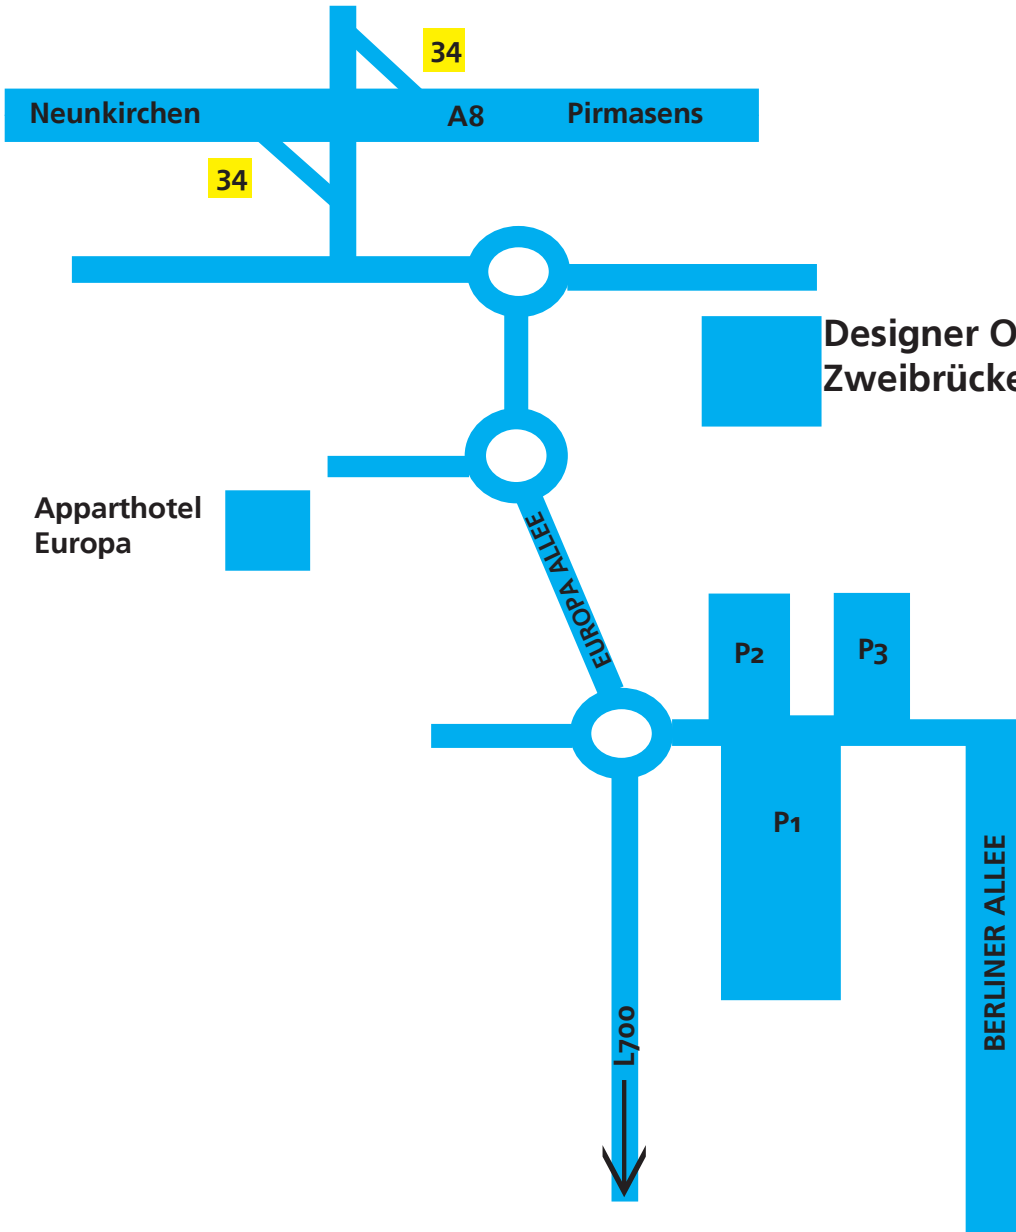 34
Neunkirchen
A8
Pirmasens
34
Designer O
Zweibrücke
Apparthotel
Europa
EUROPA ALLEE
P2
P3
P1
BERLINER ALLEE
L700